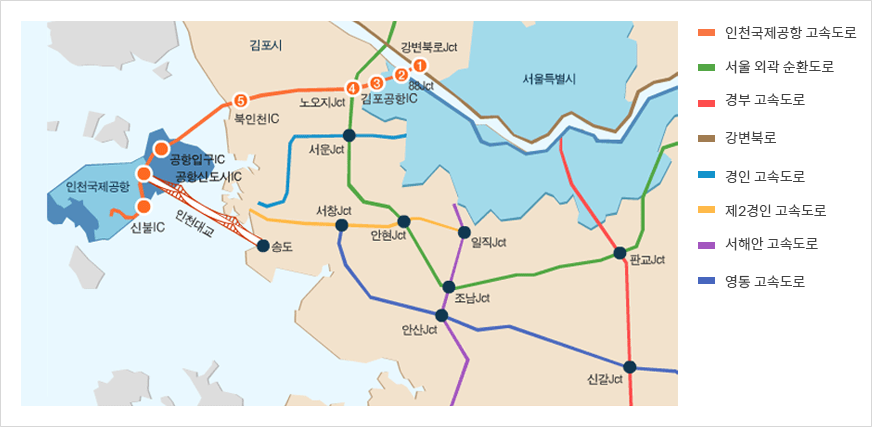 김포시
강변북로Jct
1
2
3
4
5
88Jct
김포공항IC
노오지Jct
북인천IC
서울특별시
서운Jct
공항입구IC
공항신도시IC
인천국제공항
신불IC
인천대교
송도
서창Jct
안현Jct
일직Jct
판교Jct
조남Jct
안산Jct
신갈Jct
인천국제공항 고속도로
서울 외곽 순환도로
경부 고속도로
강변북로
경인 고속도로
제2경인 고속도로
서해안 고속도로
영동 고속도로